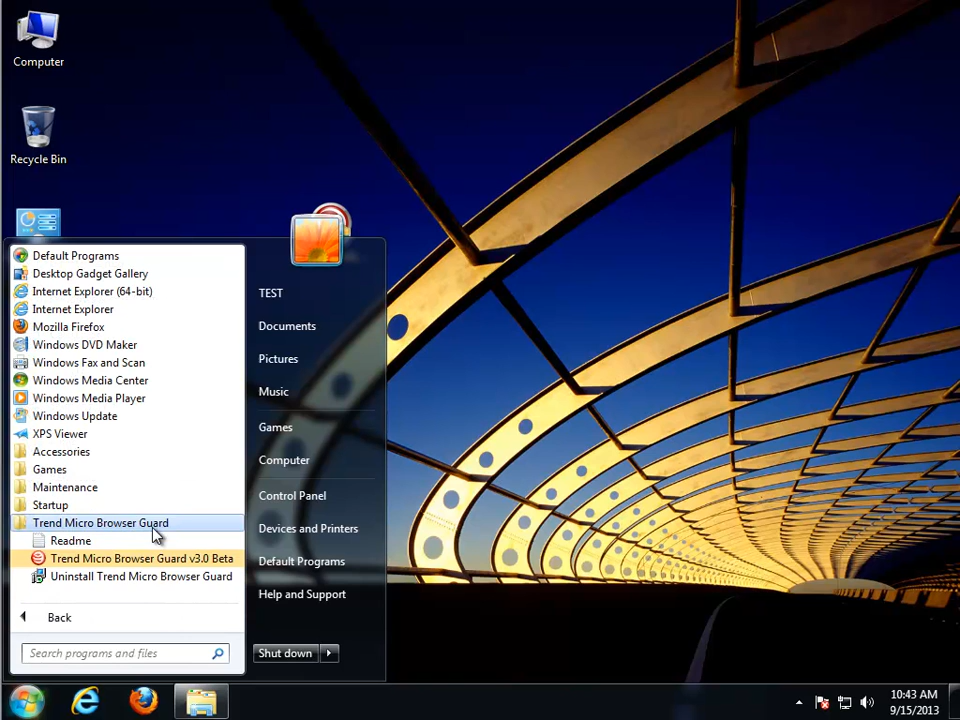 Computer
Recycle Bin
Default Programs
Desktop Gadget Gallery
Internet Explorer (64-bit)
Internet Explorer
Mozilla Firefox
Windows DVD Maker
Windows Fax and Scan
Windows Media Center
Windows Media Player
Windows Update
XPS Viewer
Accessories
Games
Maintenance
Startup
Trend Micro Browser Guard
Readme
Trend Micro Browser Guard v3.0 Beta
Uninstall Trend Micro Browser Guard
Back
Search programs and files
TEST
Documents
Pictures
Music
Games
Computer
Control Panel
Devices and Printers
Default Programs
Help and Support
Shut down
10:43 AM
9/15/2013